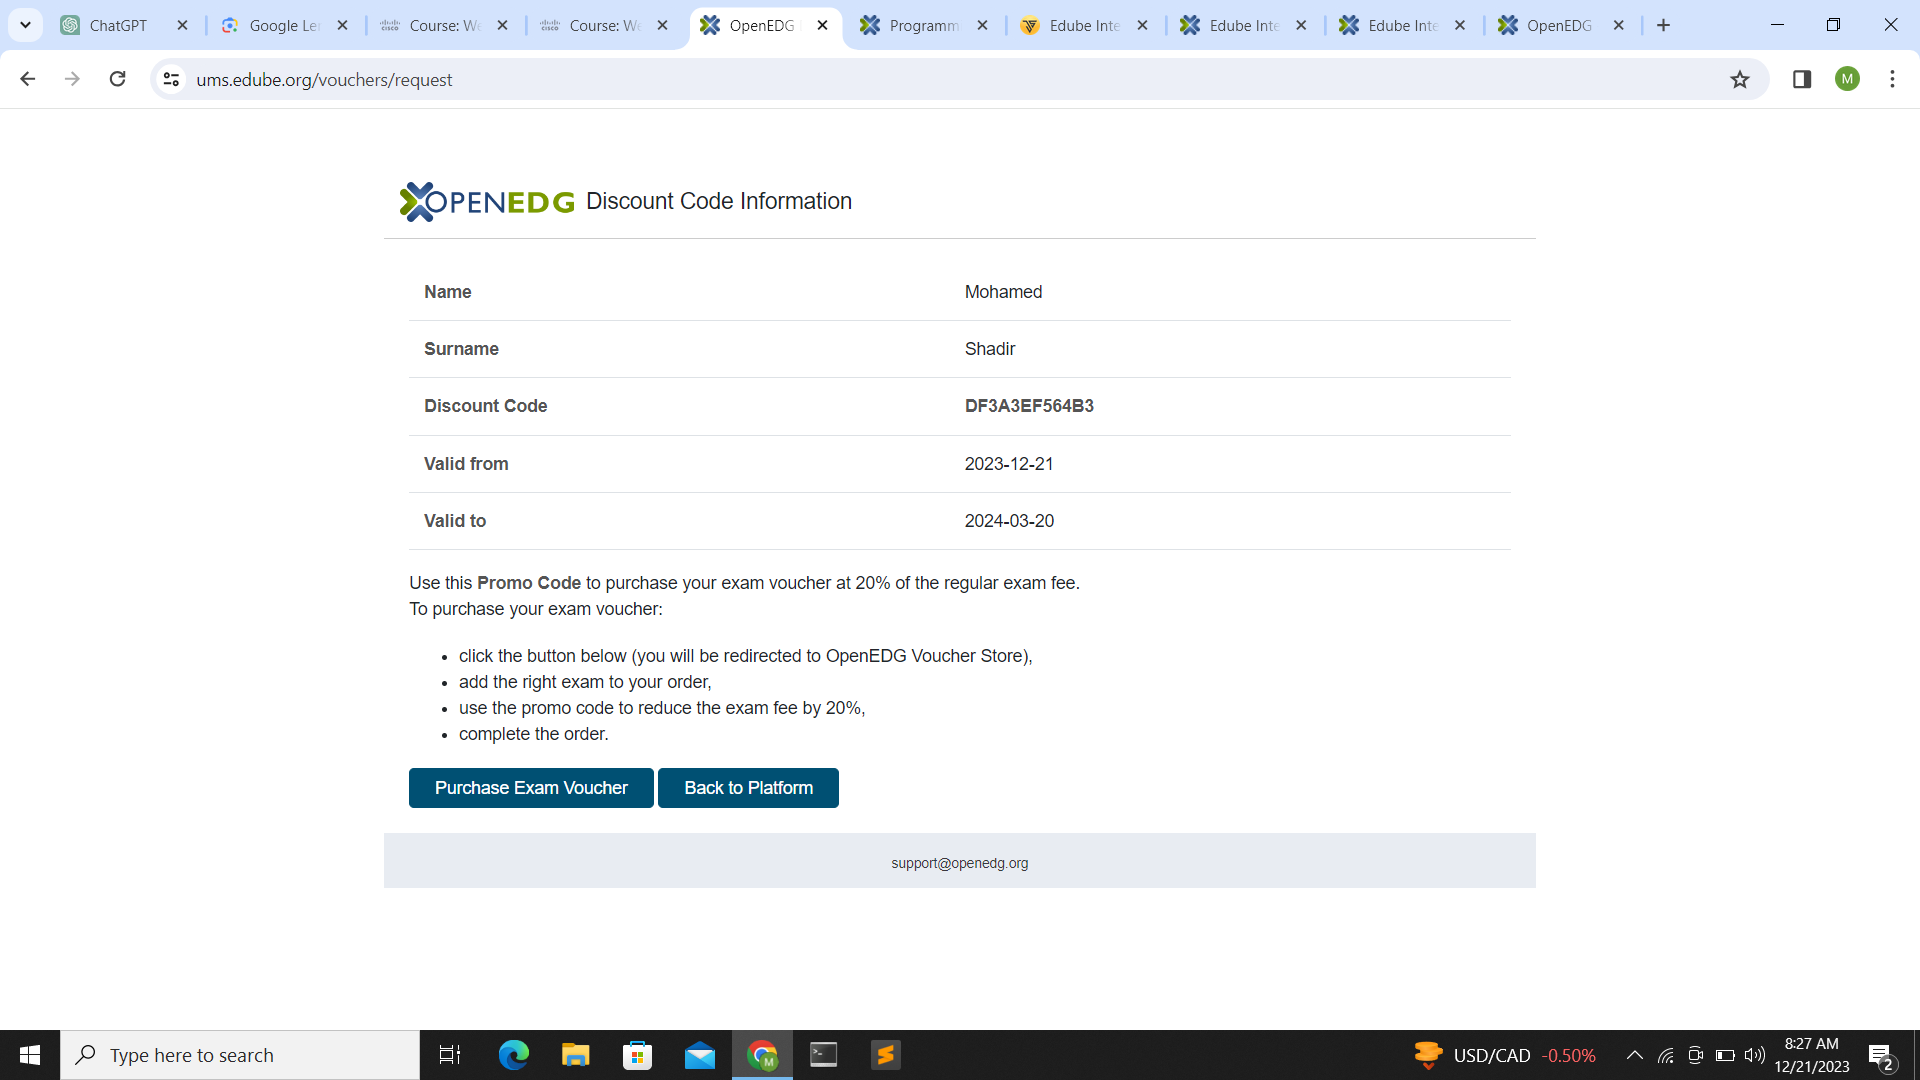 ChatGPT
Google Le
Course: We
Course: We
OpenEDG
Programm
Edube Inte
Edube Inte
Edube Inte
OpenEDG
ums.edube.org/vouchers/request
M
OPENEDG Discount Code Information
Name Mohamed
Surname Shadir
Discount Code DF3A3EF564B3
Valid from 2023-12-21
Valid to 2024-03-20
Use this Promo Code to purchase your exam voucher at 20% of the regular exam fee.
To purchase your exam voucher:
• click the button below (you will be redirected to OpenEDG Voucher Store),
• add the right exam to your order,
• use the promo code to reduce the exam fee by 20%,
• complete the order.
Purchase Exam Voucher Back to Platform
support@openedg.org
Type here to search
M
USD/CAD -0.50%
8:27 AM
12/21/2023
2